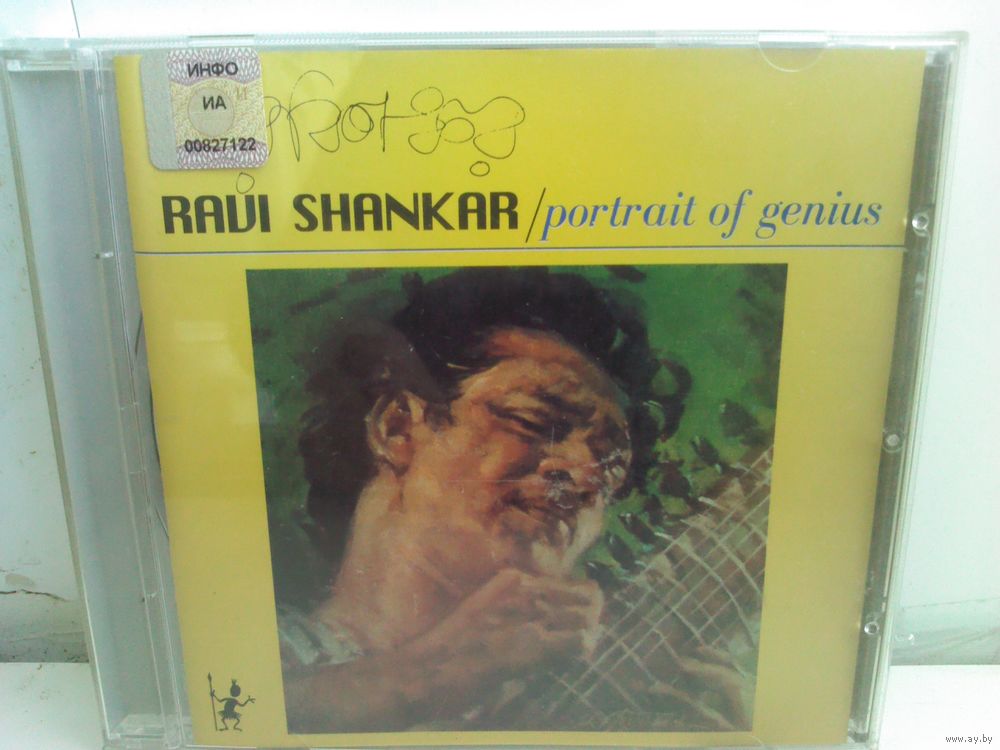 ИНФО
ИА
00827122
RAVI SHANKAR/portrait of genius
www.ay.by